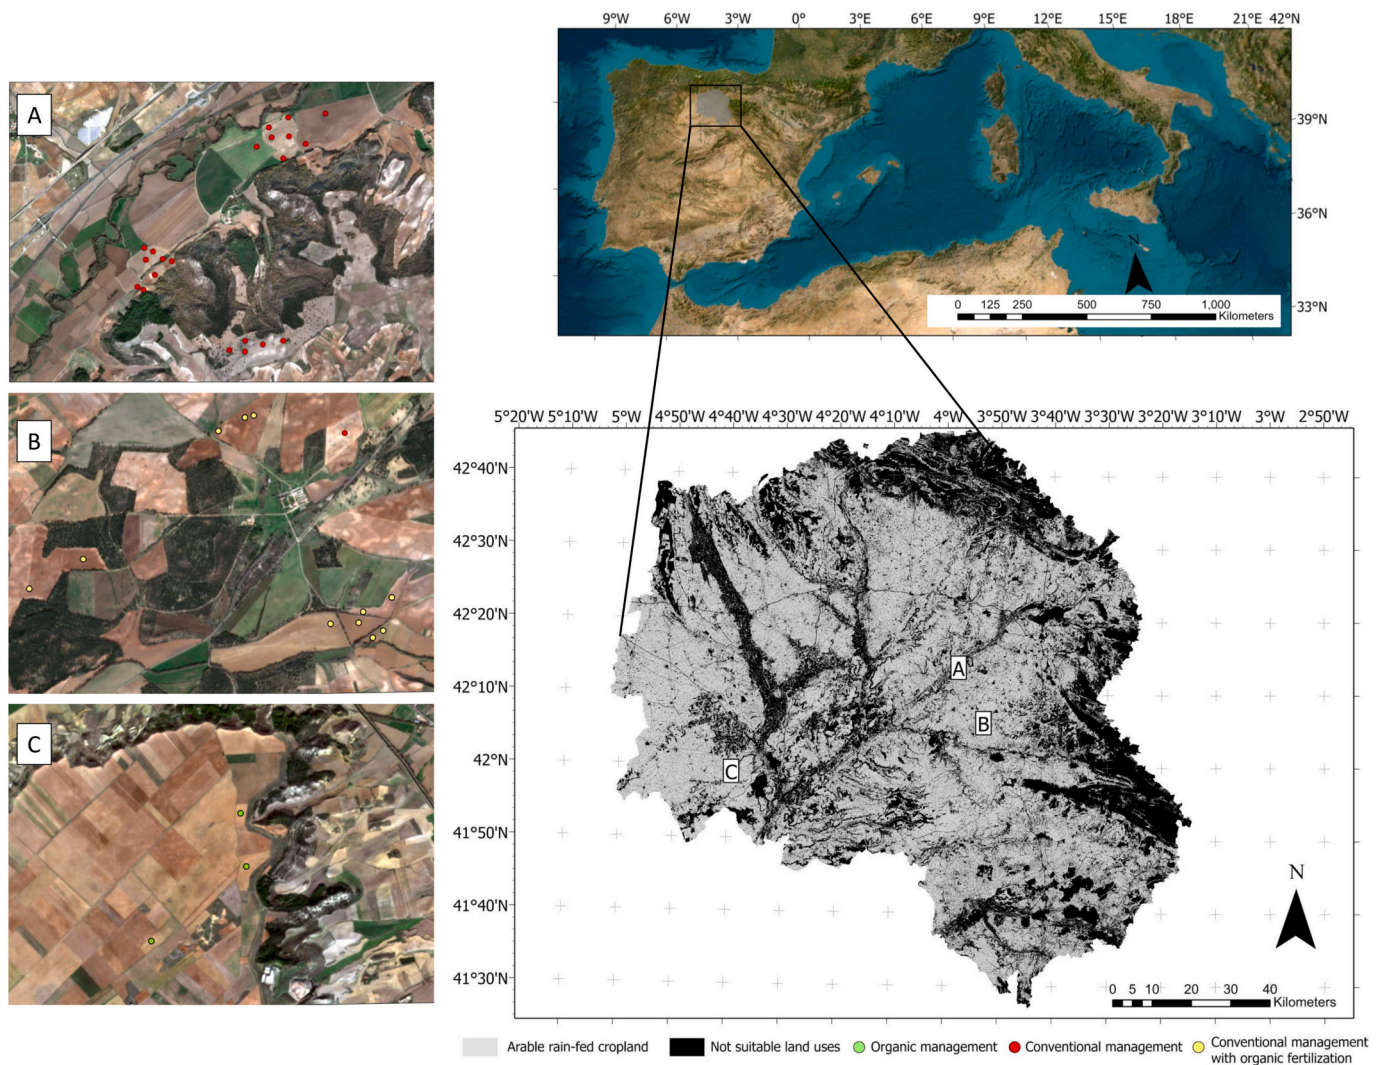 9°W 6°W 3°W 0° 3°E 6°E 9°E 12°E 15°E 18°E 21°E 42°N
A
39°N
36°N
N
0 125 250 500 750 1,000
Kilometers
33°N
5°20'W 5°10'W 5°W 4°50'W 4°40'W 4°30'W 4°20'W 4°10'W 4°W 3°50'W 3°40'W 3°30'W 3°20'W 3°10'W 3°W 2°50'W
B
42°40'N
42°30'N
42°20'N
42°10'N
42°N
41°50'N
41°40'N
41°30'N
A
B
C
C
N
0 5 10 20 30 40
Kilometers
Arable rain-fed cropland Not suitable land uses Organic management Conventional management Conventional management
with organic fertilization